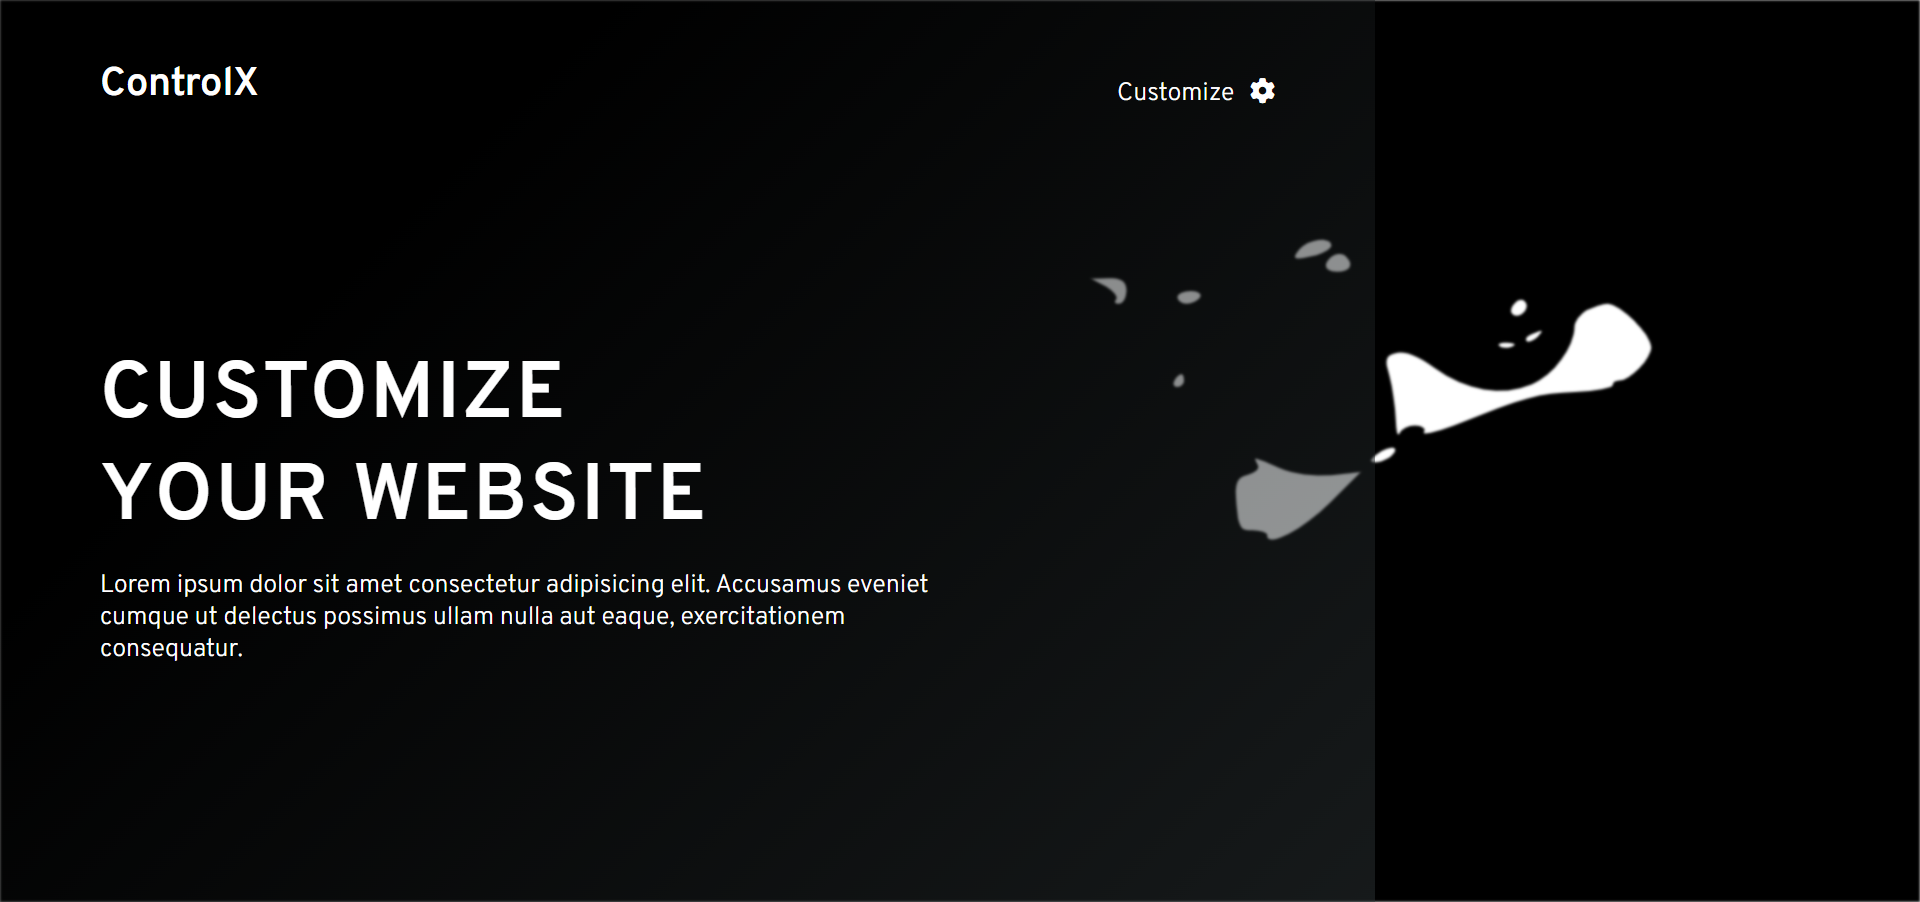 ControlX
Customize
CUSTOMIZE
YOUR WEBSITE
Lorem ipsum dolor sit amet consectetur adipisicing elit. Accusamus eveniet
cumque ut delectus possimus ullam nulla aut eaque, exercitationem
consequatur.